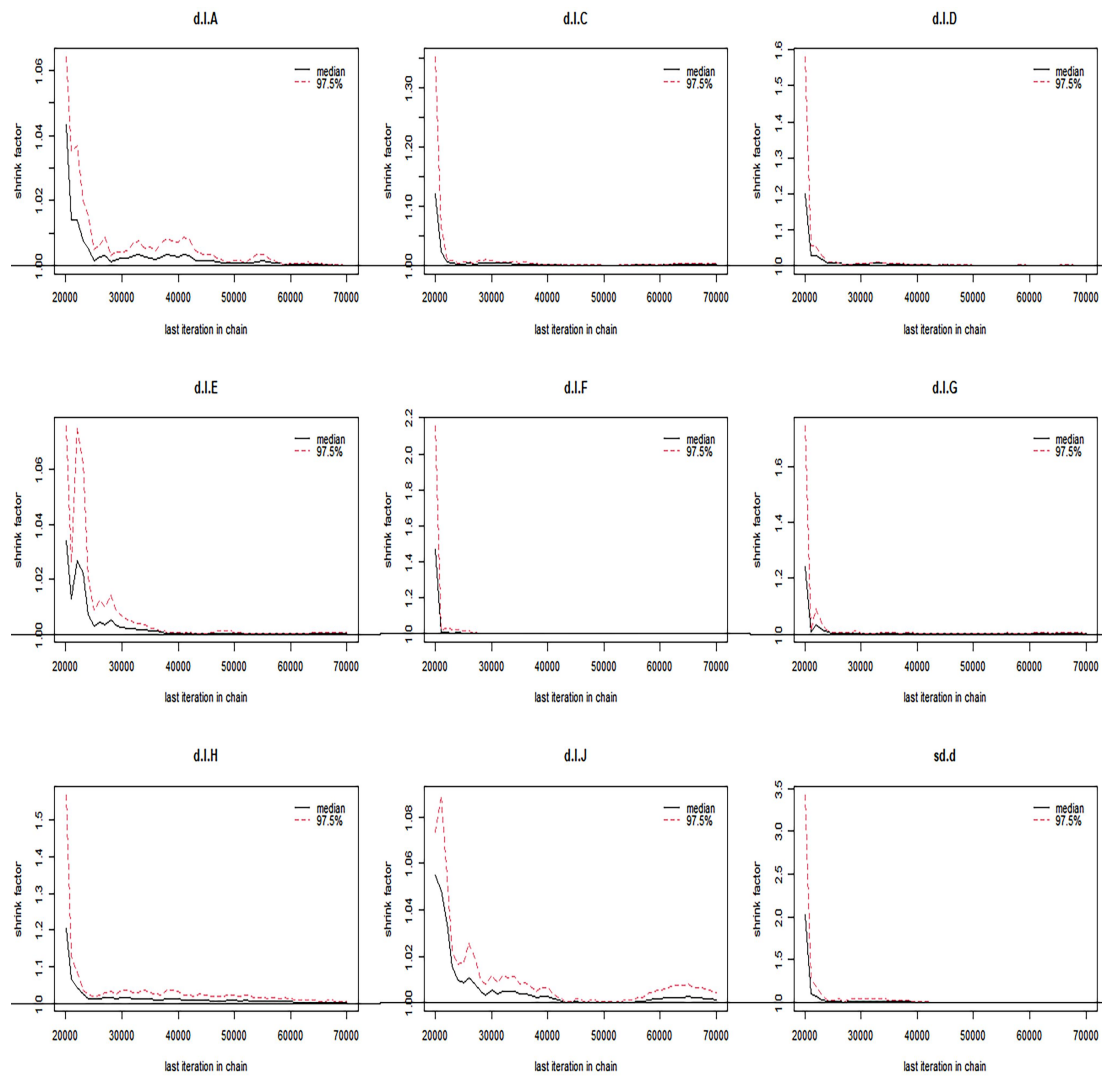 d.I.A
median
97.5%
shrink factor
1.06
1.04
1.02
1.00
20000 30000 40000 50000 60000 70000
last iteration in chain
d.I.C
median
97.5%
shrink factor
1.30
1.20
1.10
1.00
20000 30000 40000 50000 60000 70000
last iteration in chain
d.I.D
median
97.5%
shrink factor
1.6
1.5
1.4
1.3
1.2
1.1
1.0
20000 30000 40000 50000 60000 70000
last iteration in chain
d.I.E
median
97.5%
shrink factor
1.06
1.04
1.02
1.00
20000 30000 40000 50000 60000 70000
last iteration in chain
d.I.F
median
97.5%
shrink factor
2.2
2.0
1.8
1.6
1.4
1.2
1.0
20000 30000 40000 50000 60000 70000
last iteration in chain
d.I.G
median
97.5%
shrink factor
1.6
1.4
1.2
1.0
20000 30000 40000 50000 60000 70000
last iteration in chain
d.I.H
median
97.5%
shrink factor
1.5
1.4
1.3
1.2
1.1
1.0
20000 30000 40000 50000 60000 70000
last iteration in chain
d.I.J
median
97.5%
shrink factor
1.08
1.06
1.04
1.02
1.00
20000 30000 40000 50000 60000 70000
last iteration in chain
sd.d
median
97.5%
shrink factor
3.5
3.0
2.5
2.0
1.5
1.0
20000 30000 40000 50000 60000 70000
last iteration in chain